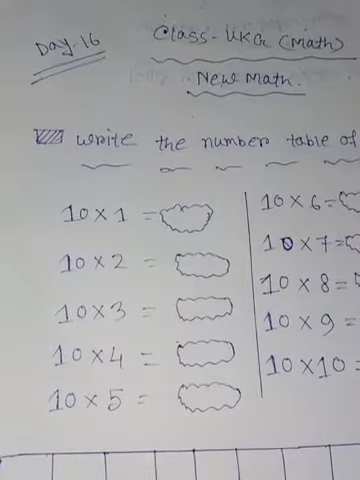 Day-16
Class-UKG (Math)
New Math.
Write the number table of
10 × 1 =
10 × 2 =
10 × 3 =
10 × 4 =
10 × 5 =
10 × 6 =
10 × 7 =
10 × 8 =
10 × 9 =
10 × 10 =